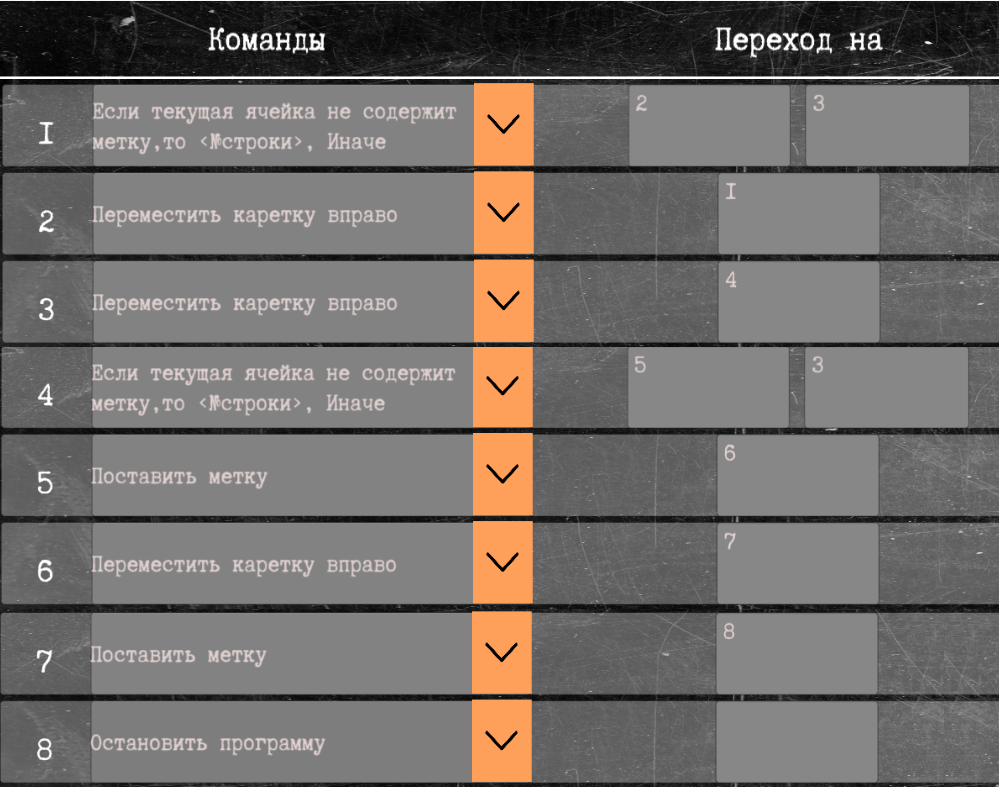 Команды Переход на
1 Если текущая ячейка не содержит
метку,то <№строки>, Иначе 2 3
2 Переместить каретку вправо 1
3 Переместить каретку вправо 4
4 Если текущая ячейка не содержит
метку,то <№строки>, Иначе 5 3
5 Поставить метку 6
6 Переместить каретку вправо 7
7 Поставить метку 8
8 Остановить программу